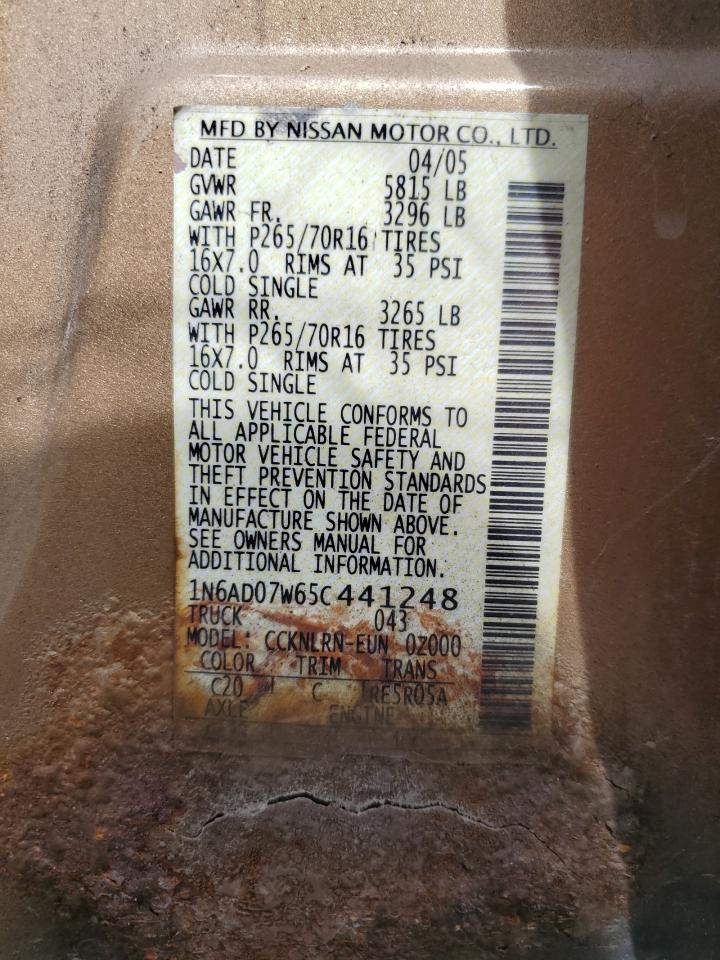 MFD BY NISSAN MOTOR CO., LTD.
DATE 04/05
GVWR 5815 LB
GAWR FR. 3296 LB
WITH P265/70R16 TIRES
16X7.0 RIMS AT 35 PSI
COLD SINGLE
GAWR RR. 3265 LB
WITH P265/70R16 TIRES
16X7.0 RIMS AT 35 PSI
COLD SINGLE
THIS VEHICLE CONFORMS TO
ALL APPLICABLE FEDERAL
MOTOR VEHICLE SAFETY AND
THEFT PREVENTION STANDARDS
IN EFFECT ON THE DATE OF
MANUFACTURE SHOWN ABOVE.
SEE OWNERS MANUAL FOR
ADDITIONAL INFORMATION.
1N6AD07W65C441248
TRUCK 043
MODEL: CCKNLRN-EUN 0Z000
COLOR TRIM TRANS
C20 C TRE5R05A
AXLE ENGINE